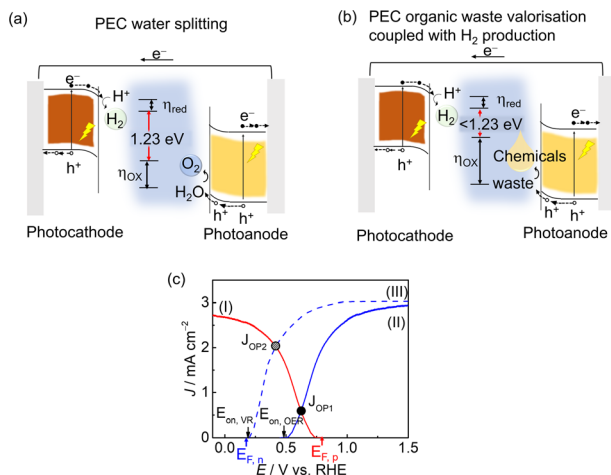 (a)
PEC water splitting
e⁻
e⁻
H⁺
H₂
η_red
1.23 eV
e⁻
h⁺
η_OX
O₂
H₂O
h⁺
h⁺
Photocathode
Photoanode
(b)
PEC organic waste valorisation
coupled with H₂ production
e⁻
e⁻
H⁺
H₂
η_red
<1.23 eV
e⁻
h⁺
η_OX
Chemicals
waste
h⁺
h⁺
Photocathode
Photoanode
(c)
(I)
(III)
(II)
J_OP2
J_OP1
E_on, VR
E_on, OER
E_F, n
E_F, p
3
2
1
0
J / mA cm⁻²
0.0
0.5
1.0
1.5
E / V vs. RHE